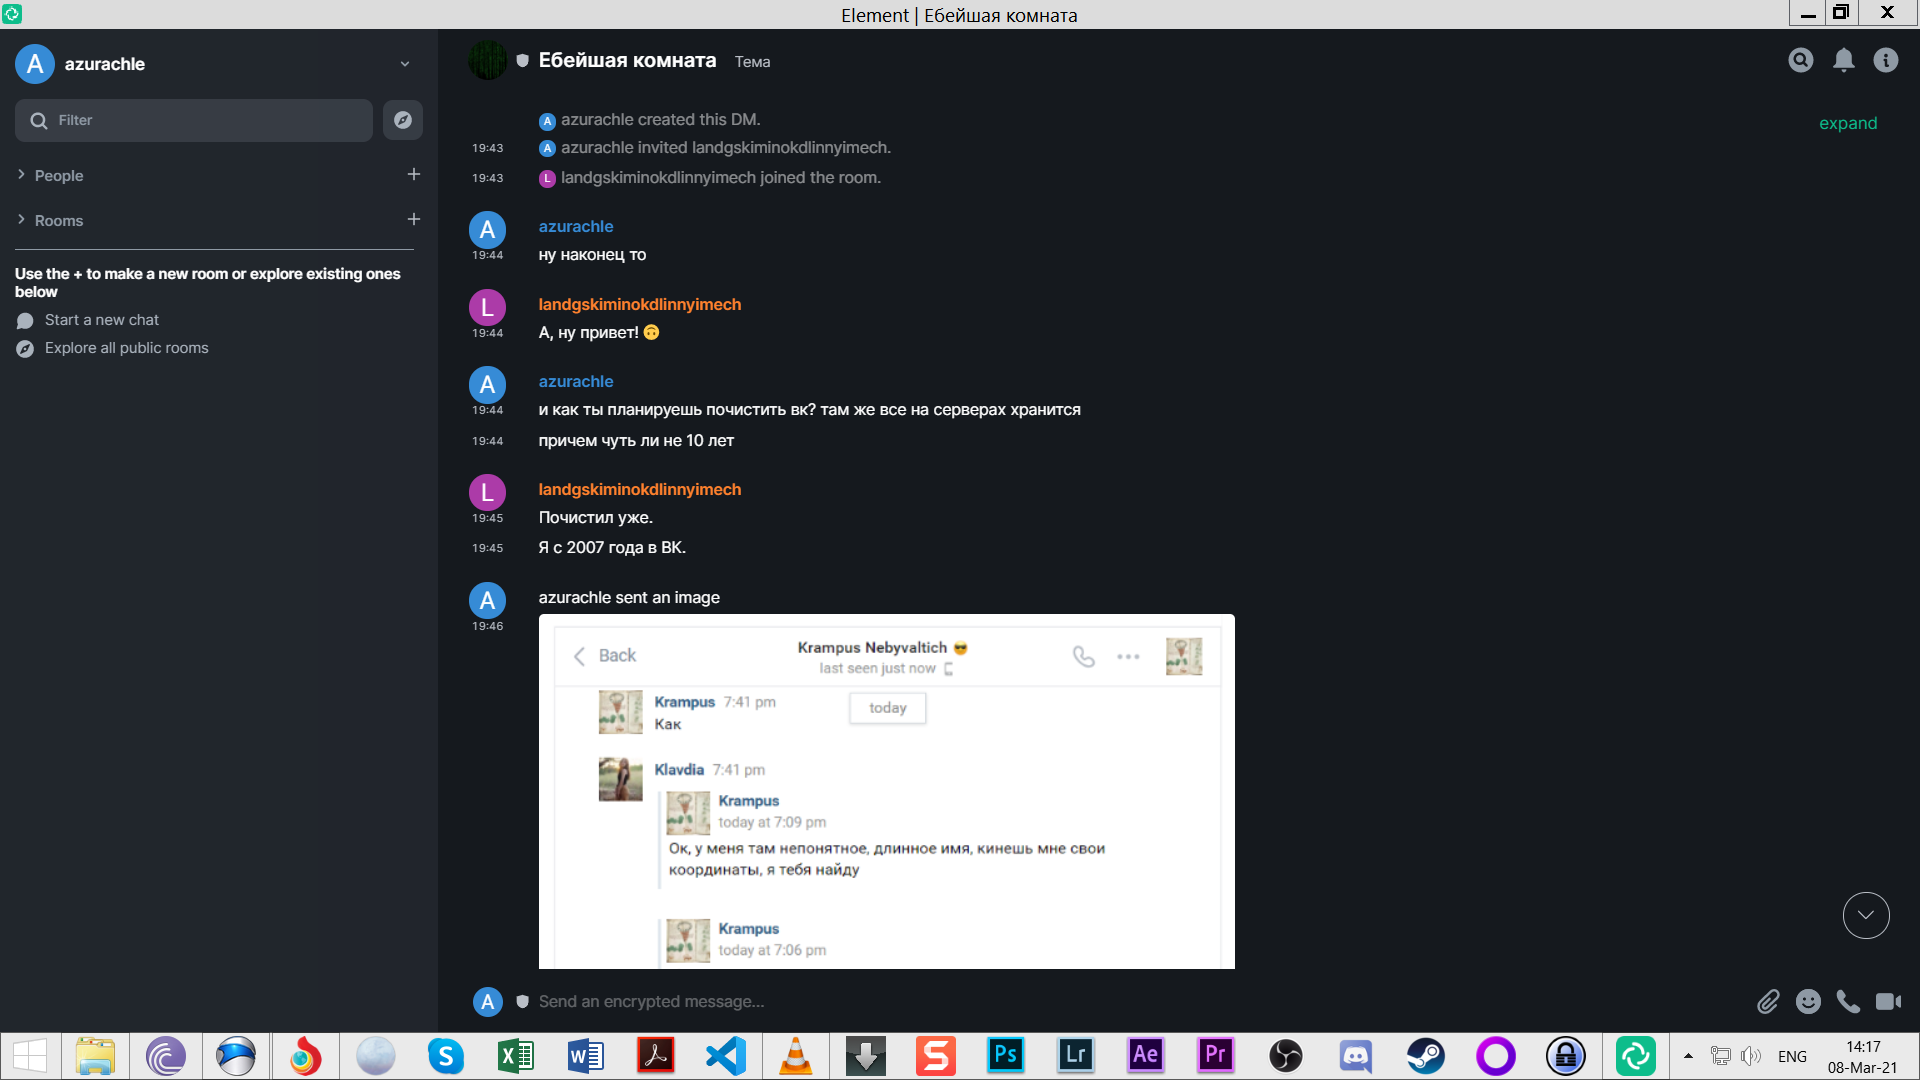 Element | Ебейшая комната
A azurachle
Filter
People
Rooms
Use the + to make a new room or explore existing ones
below
Start a new chat
Explore all public rooms
Ебейшая комната Тема
expand
A azurachle created this DM.
19:43 A azurachle invited landgskiminokdlinnyimech.
19:43 L landgskiminokdlinnyimech joined the room.
A azurachle
19:44 ну наконец то
L landgskiminokdlinnyimech
19:44 А, ну привет! 🙃
A azurachle
19:44 и как ты планируешь почистить вк? там же все на серверах хранится
19:44 причем чуть ли не 10 лет
L landgskiminokdlinnyimech
19:45 Почистил уже.
19:45 Я с 2007 года в ВК.
A azurachle sent an image
19:46
Back
Krampus Nebyvaltich 😎
last seen just now
Krampus 7:41 pm
today
Как
Klavdia 7:41 pm
Krampus
today at 7:09 pm
Ок, у меня там непонятное, длинное имя, кинешь мне свои
координаты, я тебя найду
Krampus
today at 7:06 pm
A Send an encrypted message...
S X W S Ps Lr Ae Pr
ENG
14:17
08-Mar-21